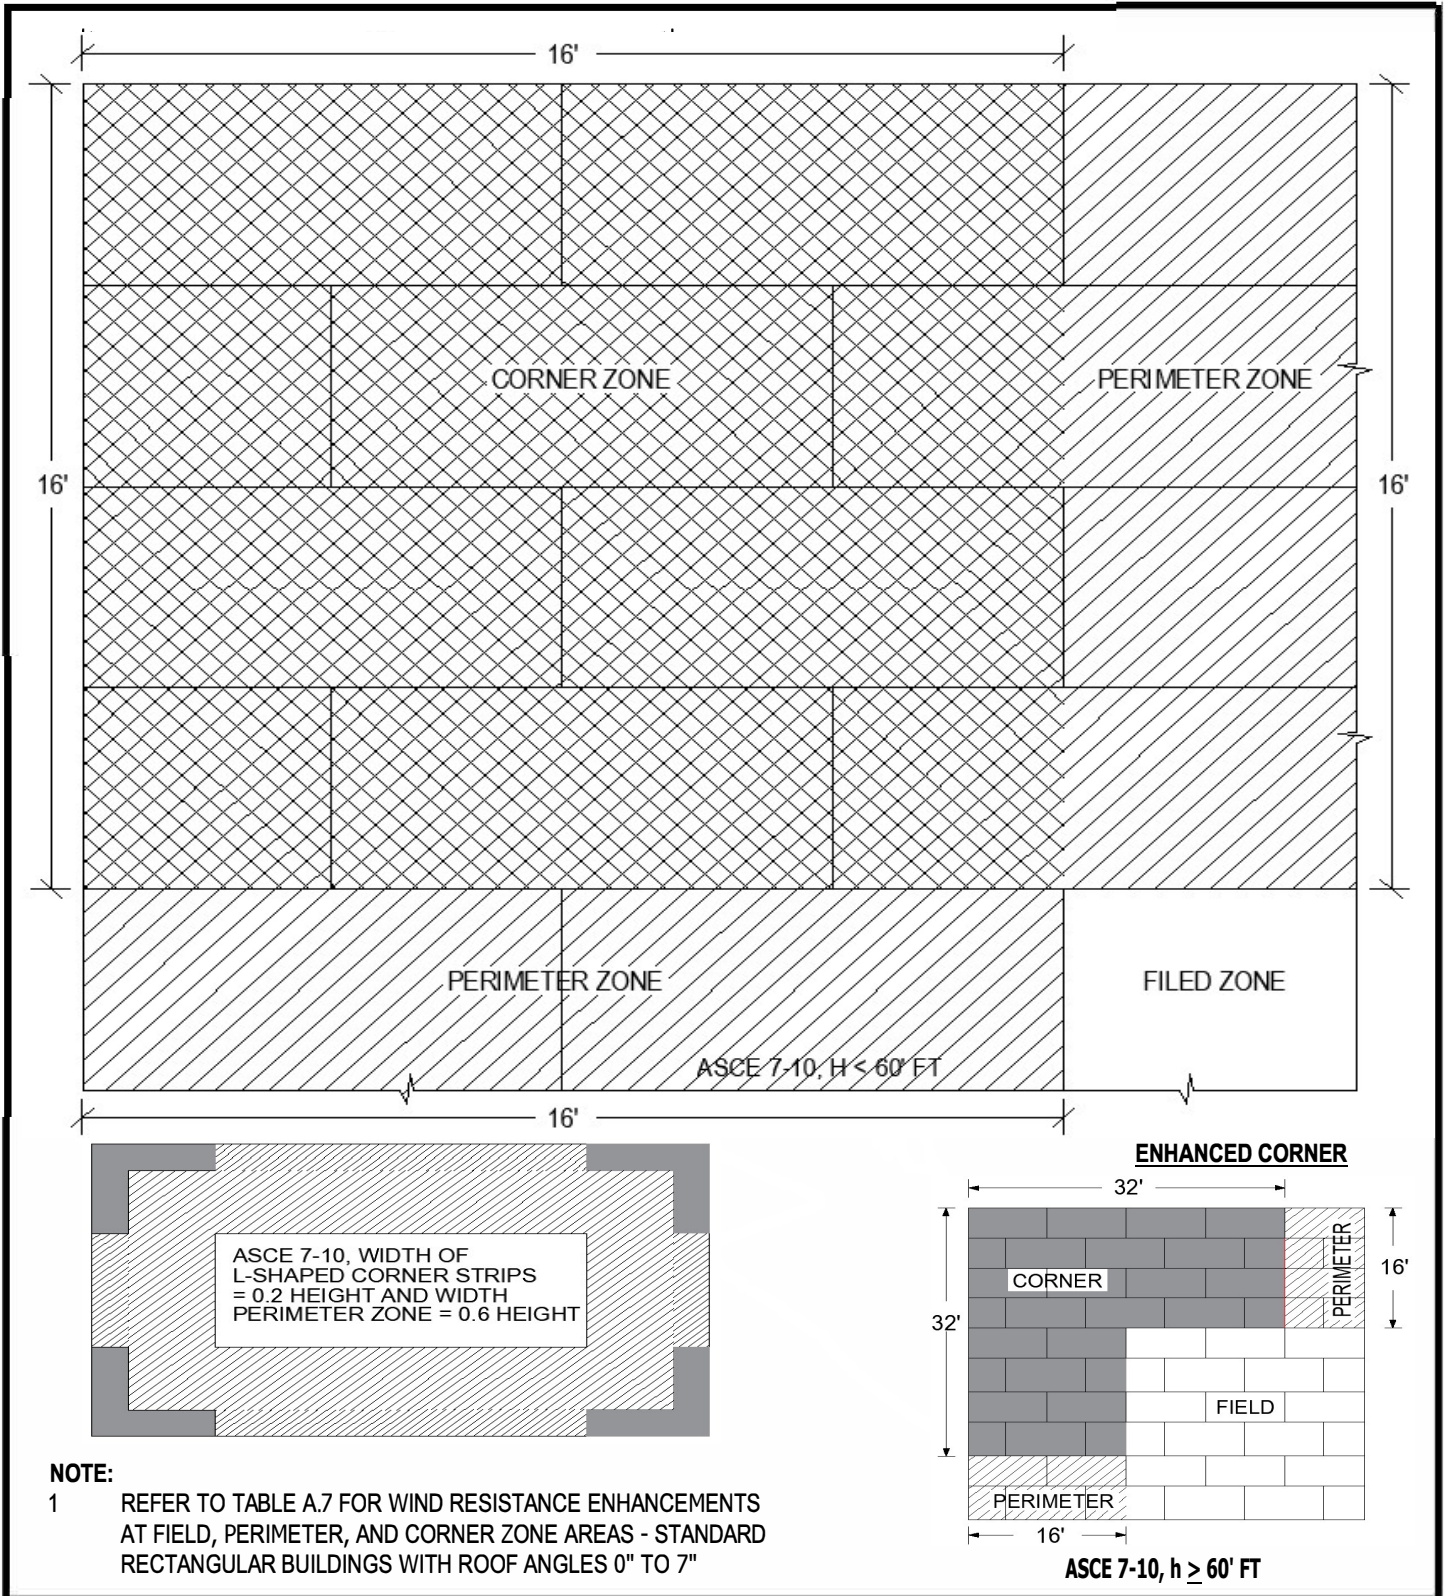 16'
CORNER ZONE
PERIMETER ZONE
16'
16'
PERIMETER ZONE
FILED ZONE
ASCE 7-10, H < 60' FT
16'
ENHANCED CORNER
32'
ASCE 7-10, WIDTH OF
L-SHAPED CORNER STRIPS
= 0.2 HEIGHT AND WIDTH
PERIMETER ZONE = 0.6 HEIGHT
CORNER
PERIMETER
16'
32'
FIELD
PERIMETER
16'
ASCE 7-10, h ≥ 60' FT
NOTE:
1 REFER TO TABLE A.7 FOR WIND RESISTANCE ENHANCEMENTS
AT FIELD, PERIMETER, AND CORNER ZONE AREAS - STANDARD
RECTANGULAR BUILDINGS WITH ROOF ANGLES 0" TO 7"